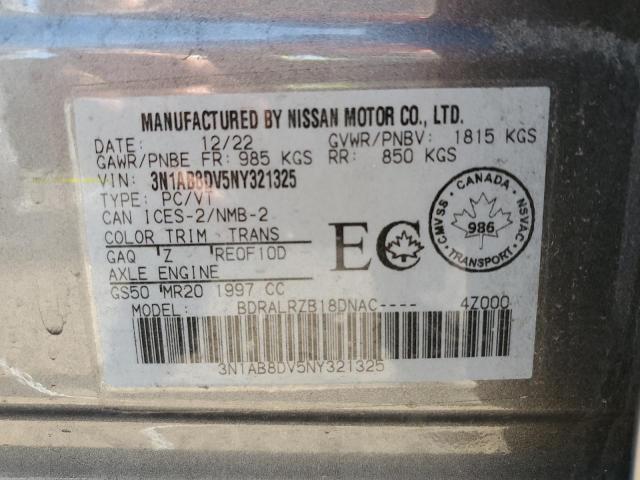 MANUFACTURED BY NISSAN MOTOR CO., LTD.
DATE: 12/22 GVWR/PNBV: 1815 KGS
GAWR/PNBE FR: 985 KGS RR: 850 KGS
VIN: 3N1AB8DV5NY321325
TYPE: PC/VT
CAN ICES-2/NMB-2
COLOR TRIM TRANS
GAQ Z REOF10D
AXLE ENGINE
GS50 MR20 1997 CC
MODEL: BDRALRZB18DNAC---- 4Z000
3N1AB8DV5NY321325
EC
CANADA
CMVSS NSVAC
986
TRANSPORT